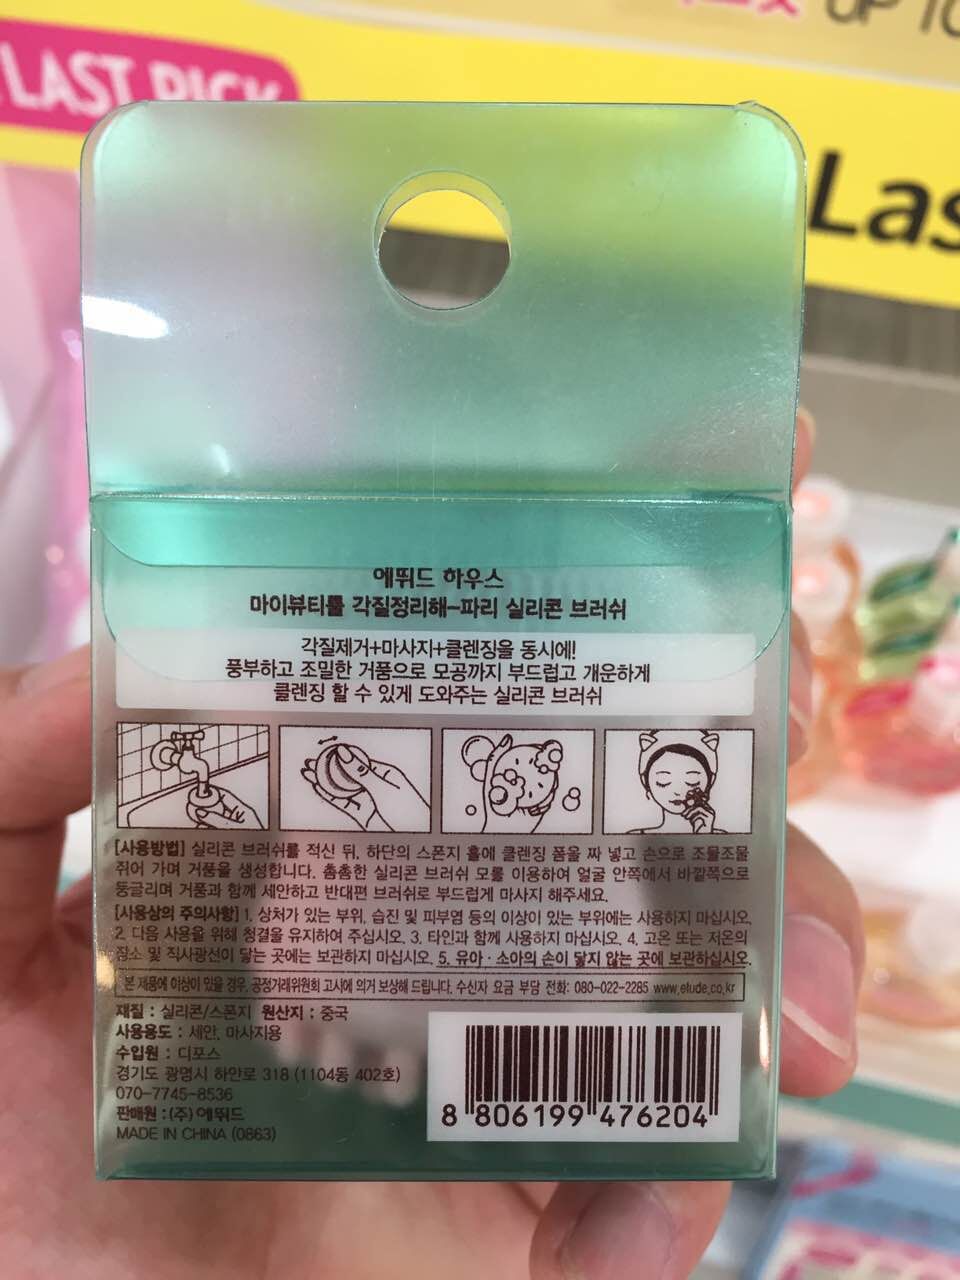 LAST PICK
UP TO
Las
에뛰드 하우스
마이뷰티툴 각질정리해-파리 실리콘 브러쉬
각질제거+마사지+클렌징을 동시에!
풍부하고 조밀한 거품으로 모공까지 부드럽고 개운하게
클렌징 할 수 있게 도와주는 실리콘 브러쉬
[사용방법] 실리콘 브러쉬를 적신 뒤, 하단의 스폰지 홀에 클렌징 폼을 짜 넣고 손으로 조물조물
쥐어 가며 거품을 생성합니다. 촘촘한 실리콘 브러쉬 모를 이용하여 얼굴 안쪽에서 바깥쪽으로
둥글리며 거품과 함께 세안하고 반대편 브러쉬로 부드럽게 마사지 해주세요.
[사용상의 주의사항] 1. 상처가 있는 부위, 습진 및 피부염 등의 이상이 있는 부위에는 사용하지 마십시오.
2. 다음 사용을 위해 청결을 유지하여 주십시오. 3. 타인과 함께 사용하지 마십시오. 4. 고온 또는 저온의
장소 및 직사광선이 닿는 곳에는 보관하지 마십시오. 5. 유아·소아의 손이 닿지 않는 곳에 보관하십시오.
본 제품에 이상이 있을 경우, 공정거래위원회 고시에 의거 보상해 드립니다. 수신자 요금 부담 전화: 080-022-2285 www.etude.co.kr
재질 : 실리콘/스폰지 원산지 : 중국
사용용도 : 세안, 마사지용
수입원 : 디포스
경기도 광명시 하안로 318 (1104동 402호)
070-7745-8536
판매원 : (주) 에뛰드
MADE IN CHINA (0863)
8 806199 476204